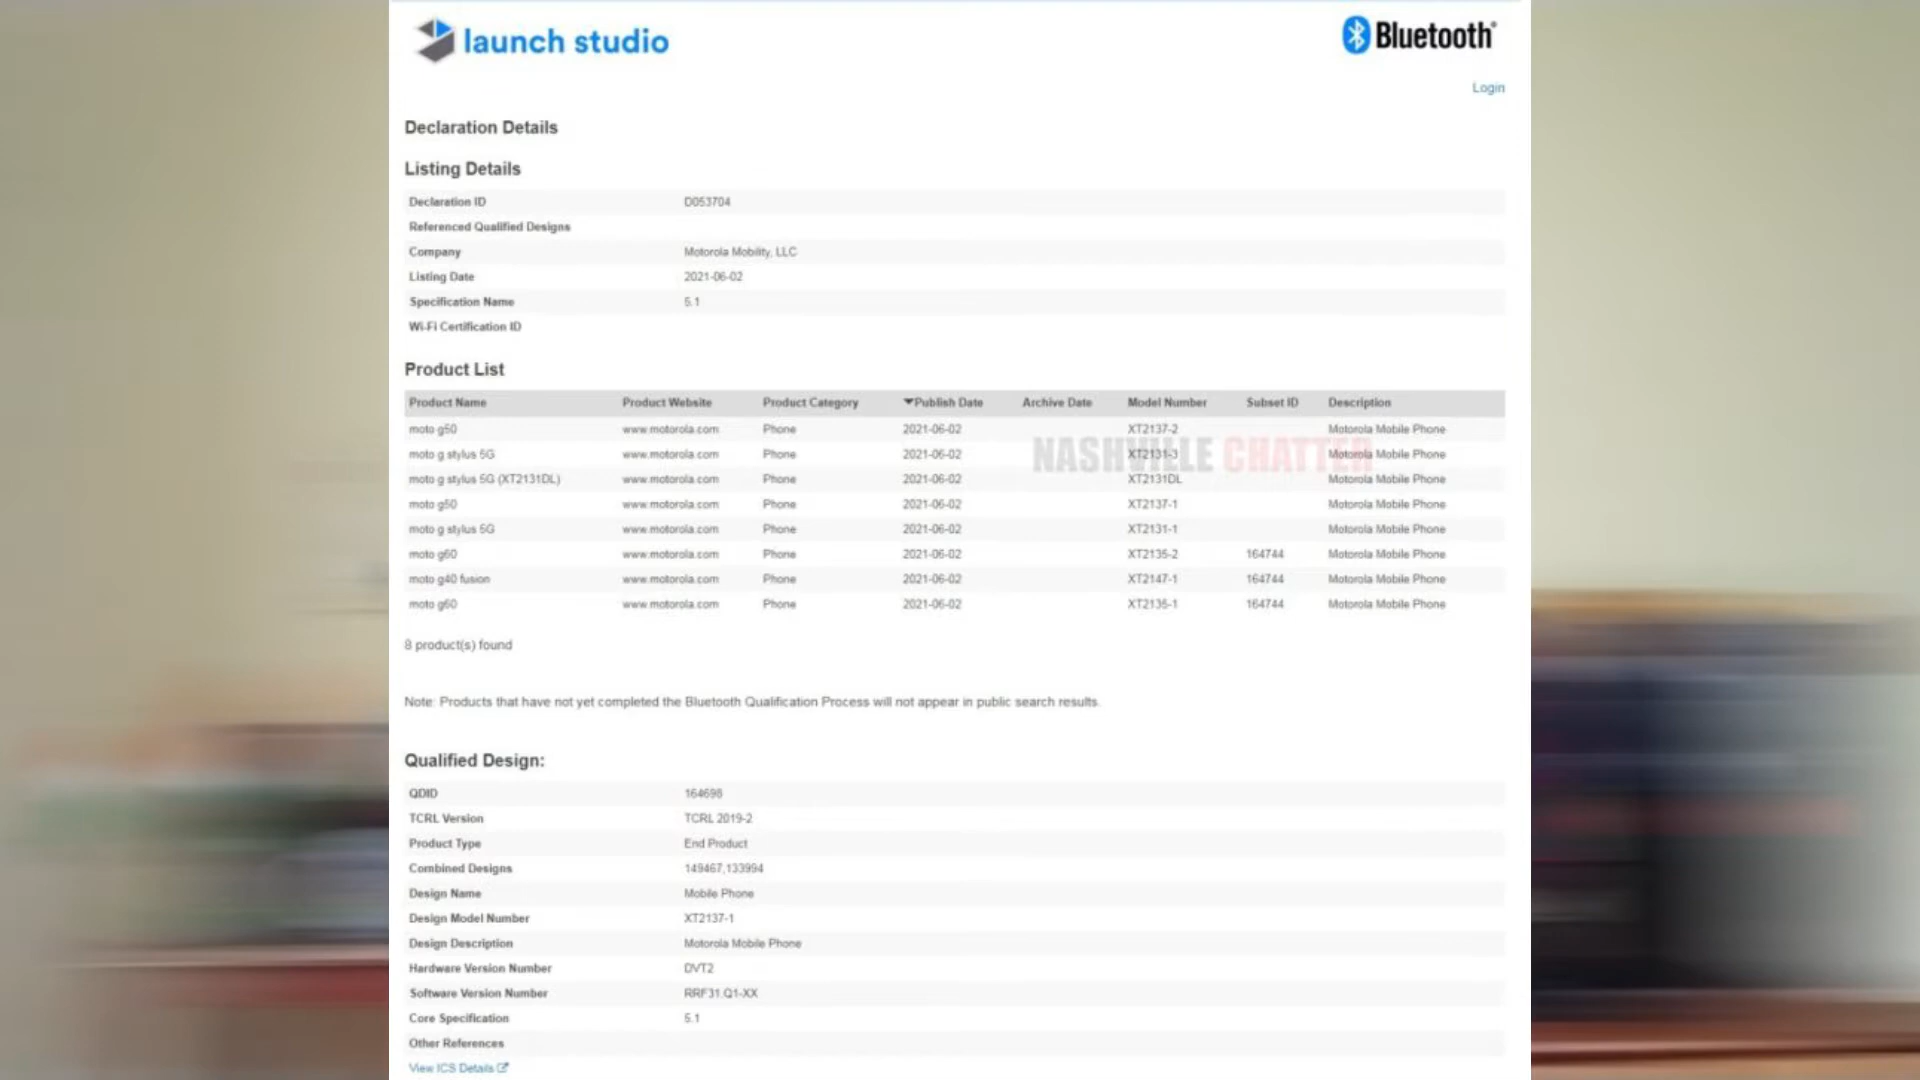 launch studio
Bluetooth®
Login
Declaration Details
Listing Details
Declaration ID D053704
Referenced Qualified Designs
Company Motorola Mobility, LLC
Listing Date 2021-06-02
Specification Name 5.1
Wi-Fi Certification ID
Product List
Product Name Product Website Product Category Publish Date Archive Date Model Number Subset ID Description
moto g50 www.motorola.com Phone 2021-06-02 XT2137-2 Motorola Mobile Phone
NASHVILLE CHATTER
moto g stylus 5G www.motorola.com Phone 2021-06-02 XT2131-3 Motorola Mobile Phone
moto g stylus 5G (XT2131DL) www.motorola.com Phone 2021-06-02 XT2131DL Motorola Mobile Phone
moto g50 www.motorola.com Phone 2021-06-02 XT2137-1 Motorola Mobile Phone
moto g stylus 5G www.motorola.com Phone 2021-06-02 XT2131-1 Motorola Mobile Phone
moto g60 www.motorola.com Phone 2021-06-02 XT2135-2 164744 Motorola Mobile Phone
moto g40 fusion www.motorola.com Phone 2021-06-02 XT2147-1 164744 Motorola Mobile Phone
moto g60 www.motorola.com Phone 2021-06-02 XT2135-1 164744 Motorola Mobile Phone
8 product(s) found
Note: Products that have not yet completed the Bluetooth Qualification Process will not appear in public search results.
Qualified Design:
QDID 164698
TCRL Version TCRL 2019-2
Product Type End Product
Combined Designs 149467,133994
Design Name Mobile Phone
Design Model Number XT2137-1
Design Description Motorola Mobile Phone
Hardware Version Number DVT2
Software Version Number RRF31.Q1-XX
Core Specification 5.1
Other References
View ICS Details